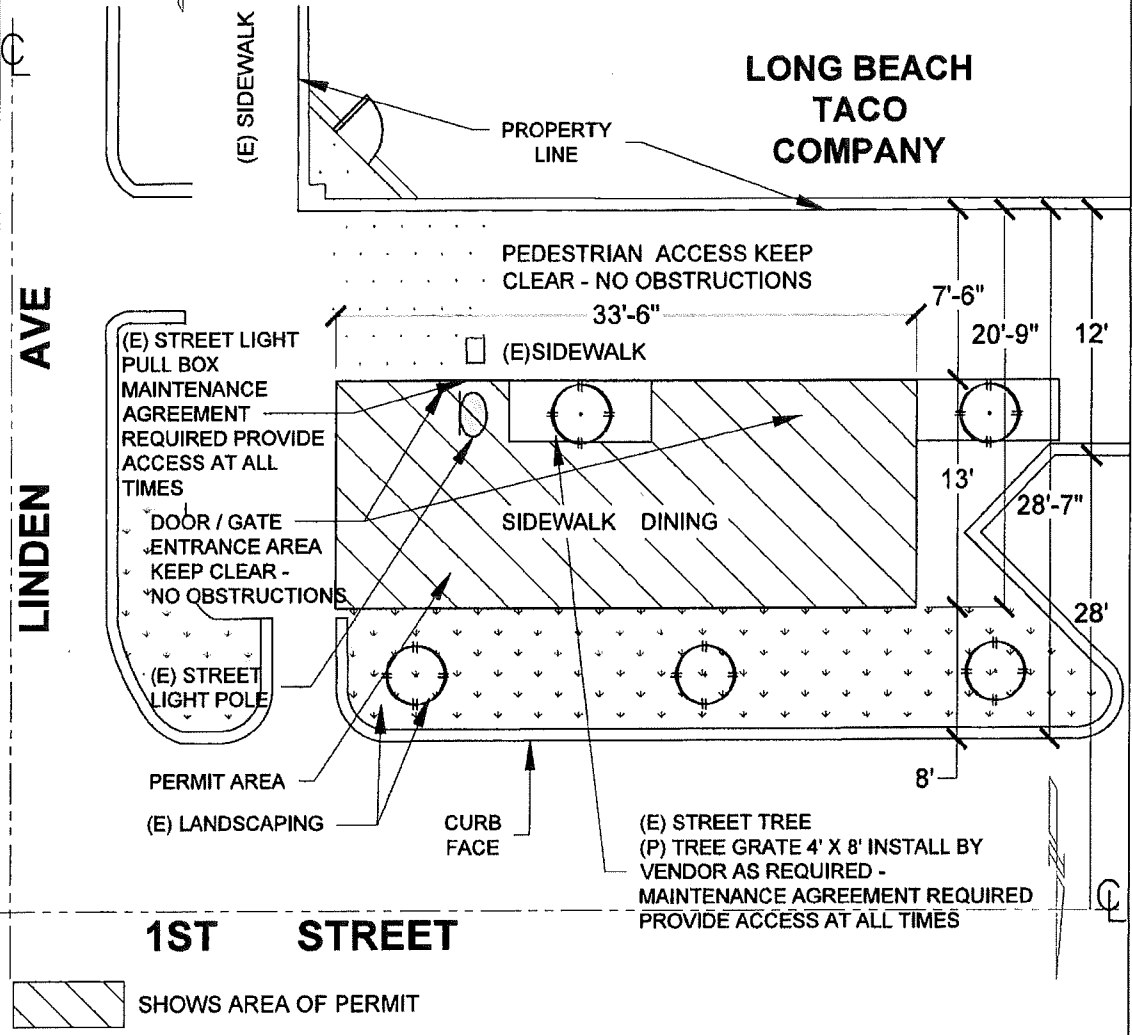 LONG BEACH
TACO
COMPANY
(E) SIDEWALK
PROPERTY
LINE
PEDESTRIAN ACCESS KEEP
CLEAR - NO OBSTRUCTIONS
33'-6"
7'-6"
20'-9"
12'
(E)SIDEWALK
(E) STREET LIGHT
PULL BOX
MAINTENANCE
AGREEMENT
REQUIRED PROVIDE
ACCESS AT ALL
TIMES
LINDEN AVE
13'
28'-7"
SIDEWALK DINING
DOOR / GATE
ENTRANCE AREA
KEEP CLEAR -
NO OBSTRUCTIONS
28'
(E) STREET
LIGHT POLE
PERMIT AREA
8'
(E) LANDSCAPING
CURB
FACE
(E) STREET TREE
(P) TREE GRATE 4' X 8' INSTALL BY
VENDOR AS REQUIRED -
MAINTENANCE AGREEMENT REQUIRED
PROVIDE ACCESS AT ALL TIMES
1ST STREET
SHOWS AREA OF PERMIT